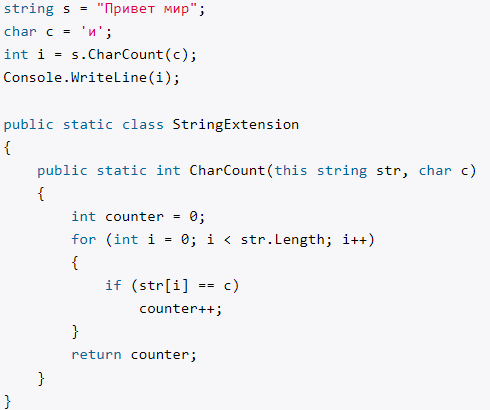 string s = "Привет мир";
char c = 'и';
int i = s.CharCount(c);
Console.WriteLine(i);

public static class StringExtension
{
    public static int CharCount(this string str, char c)
    {
        int counter = 0;
        for (int i = 0; i < str.Length; i++)
        {
            if (str[i] == c)
                counter++;
        }
        return counter;
    }
}